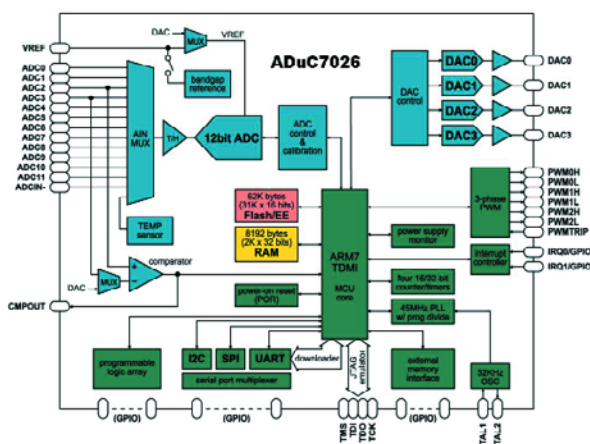 ADuC7026
DAC
MUX
VREF
VREF
bandgap
reference
ADC0
ADC1
ADC2
ADC3
ADC4
ADC5
ADC6
ADC7
ADC8
ADC9
ADC10
ADC11
ADCIN-
AIN
MUX
T/H
12bit ADC
ADC
control
&
calibration
TEMP
sensor
DAC
control
DAC0
DAC1
DAC2
DAC3
DAC0
DAC1
DAC2
DAC3
62K bytes
(31K x 16 bits)
Flash/EE
8192 bytes
(2K x 32 bits)
RAM
ARM7
TDMI
MCU
core
3-phase
PWM
PWM0H
PWM0L
PWM1H
PWM1L
PWM2H
PWM2L
PWMTRIP
power supply
monitor
interrupt
controller
IRQ0/GPIO
IRQ1/GPIO
comparator
+
−
DAC
MUX
CMPOUT
power-on reset
(POR)
four 16/32 bit
counter/timers
45MHz PLL
w/ prog divide
programmable
logic array
I2C
SPI
UART
serial port multiplexer
downloader
JTAG
emulator
external
memory
interface
32KHz
OSC
(GPIO)
(GPIO)
TMS
TDI
TDO
TCK
(GPIO)
TAL1
TAL2